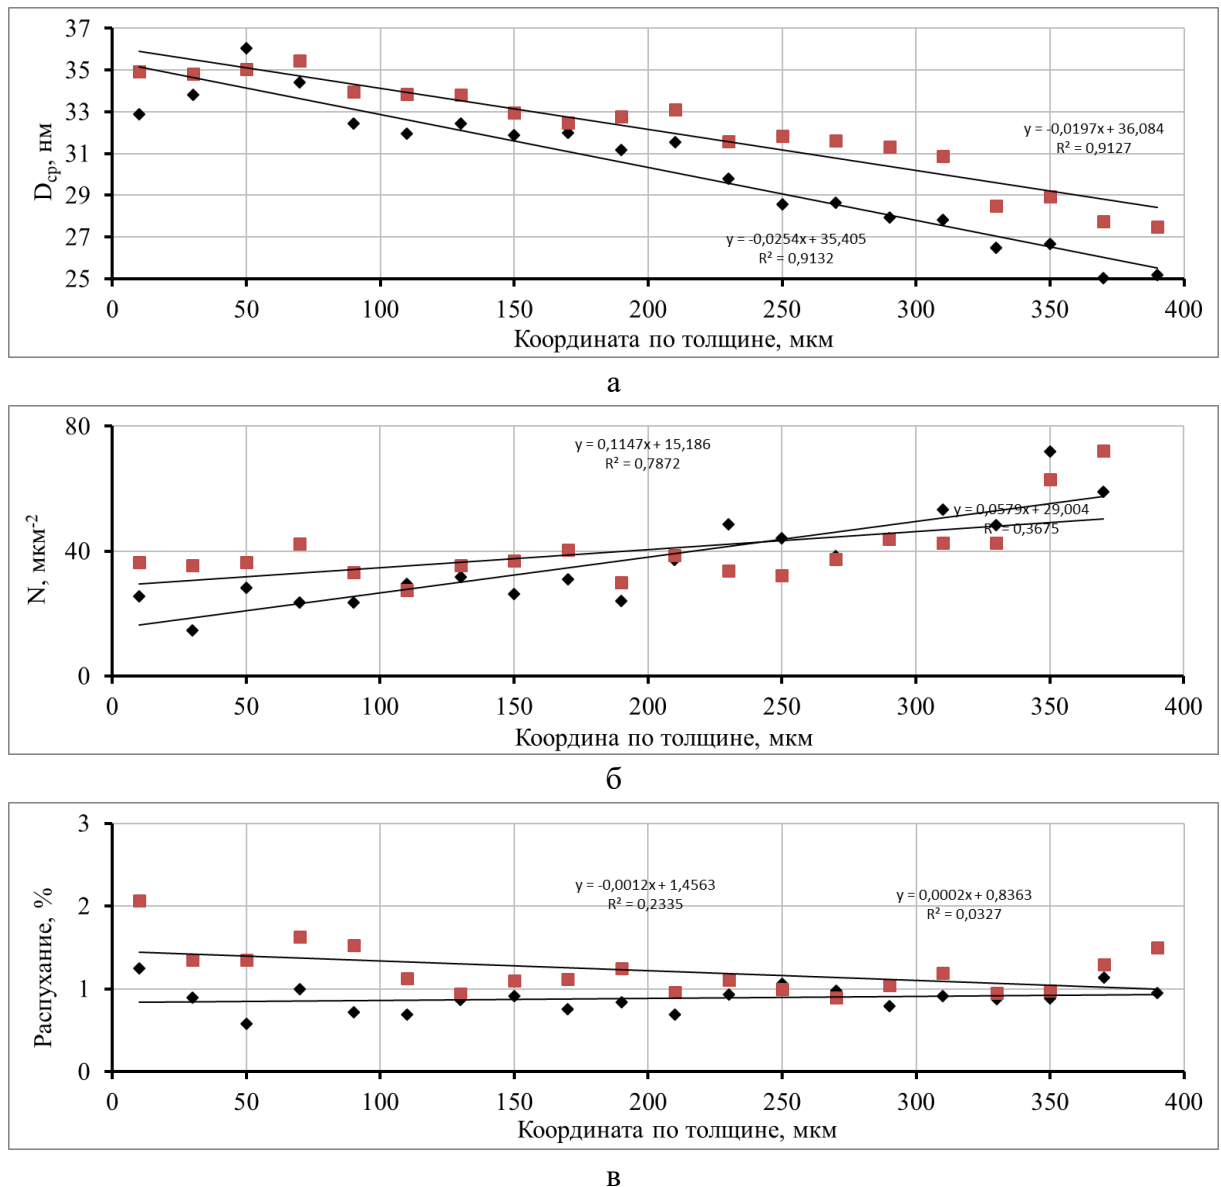 37
35
33
31
29
27
25
D_ср, нм
y = -0,0197x + 36,084
R² = 0,9127
y = -0,0254x + 35,405
R² = 0,9132
0 50 100 150 200 250 300 350 400
Координата по толщине, мкм
а
80
40
0
N, мкм⁻²
y = 0,1147x + 15,186
R² = 0,7872
y = 0,0579x + 29,004
R² = 0,3675
0 50 100 150 200 250 300 350 400
Координа по толщине, мкм
б
3
2
1
0
Распухание, %
y = -0,0012x + 1,4563
R² = 0,2335
y = 0,0002x + 0,8363
R² = 0,0327
0 50 100 150 200 250 300 350 400
Координата по толщине, мкм
в